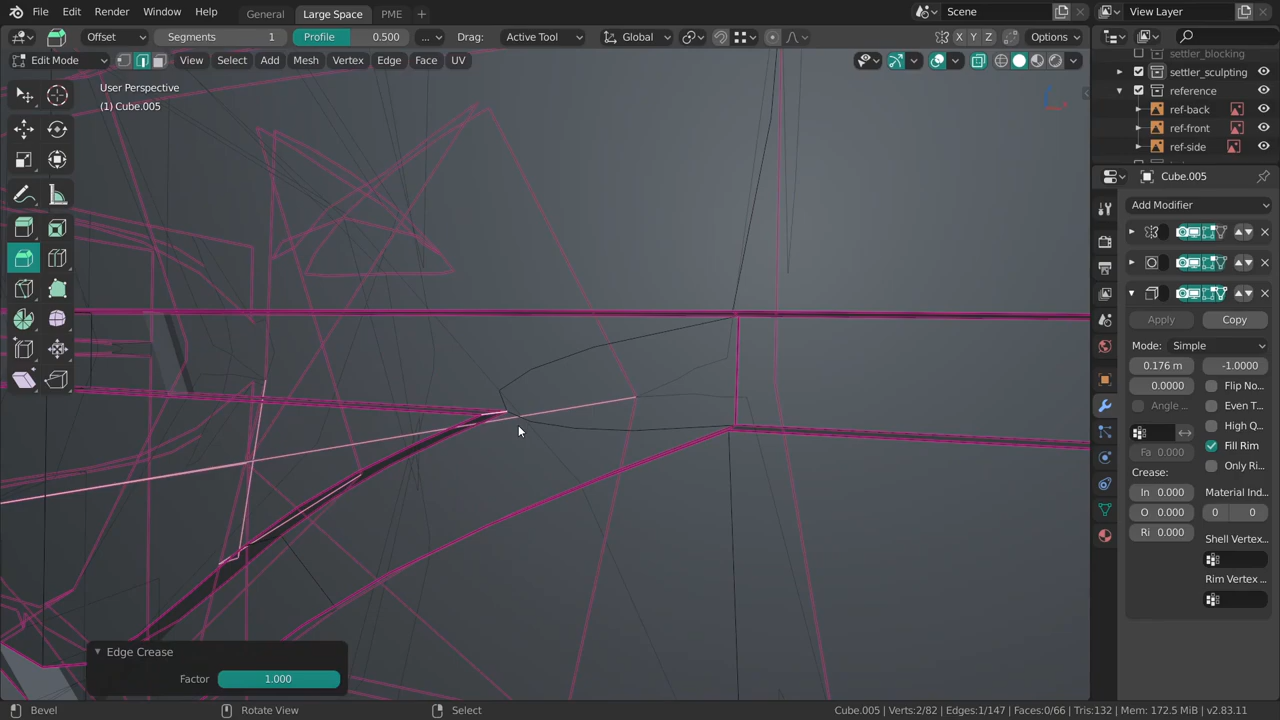 File Edit Render Window Help General Large Space PME + Scene View Layer
Offset Segments 1 Profile 0.500 ... Drag: Active Tool Global X Y Z Options
Edit Mode View Select Add Mesh Vertex Edge Face UV
User Perspective
(1) Cube.005
settler_blocking
settler_sculpting
reference
ref-back
ref-front
ref-side
Cube.005
Add Modifier
Apply Copy
Mode: Simple
0.176 m -1.0000
0.0000 Flip No...
Angle Even T...
High Q...
Fa 0.000 Fill Rim
Crease: Only Ri...
In 0.000 Material Ind...
O 0.000 0 0
Ri 0.000 Shell Vertex...
Rim Vertex ...
Edge Crease
Factor 1.000
Bevel Rotate View Select Cube.005 | Verts:2/82 | Edges:1/147 | Faces:0/66 | Tris:132 | Mem: 172.5 MiB | v2.83.11